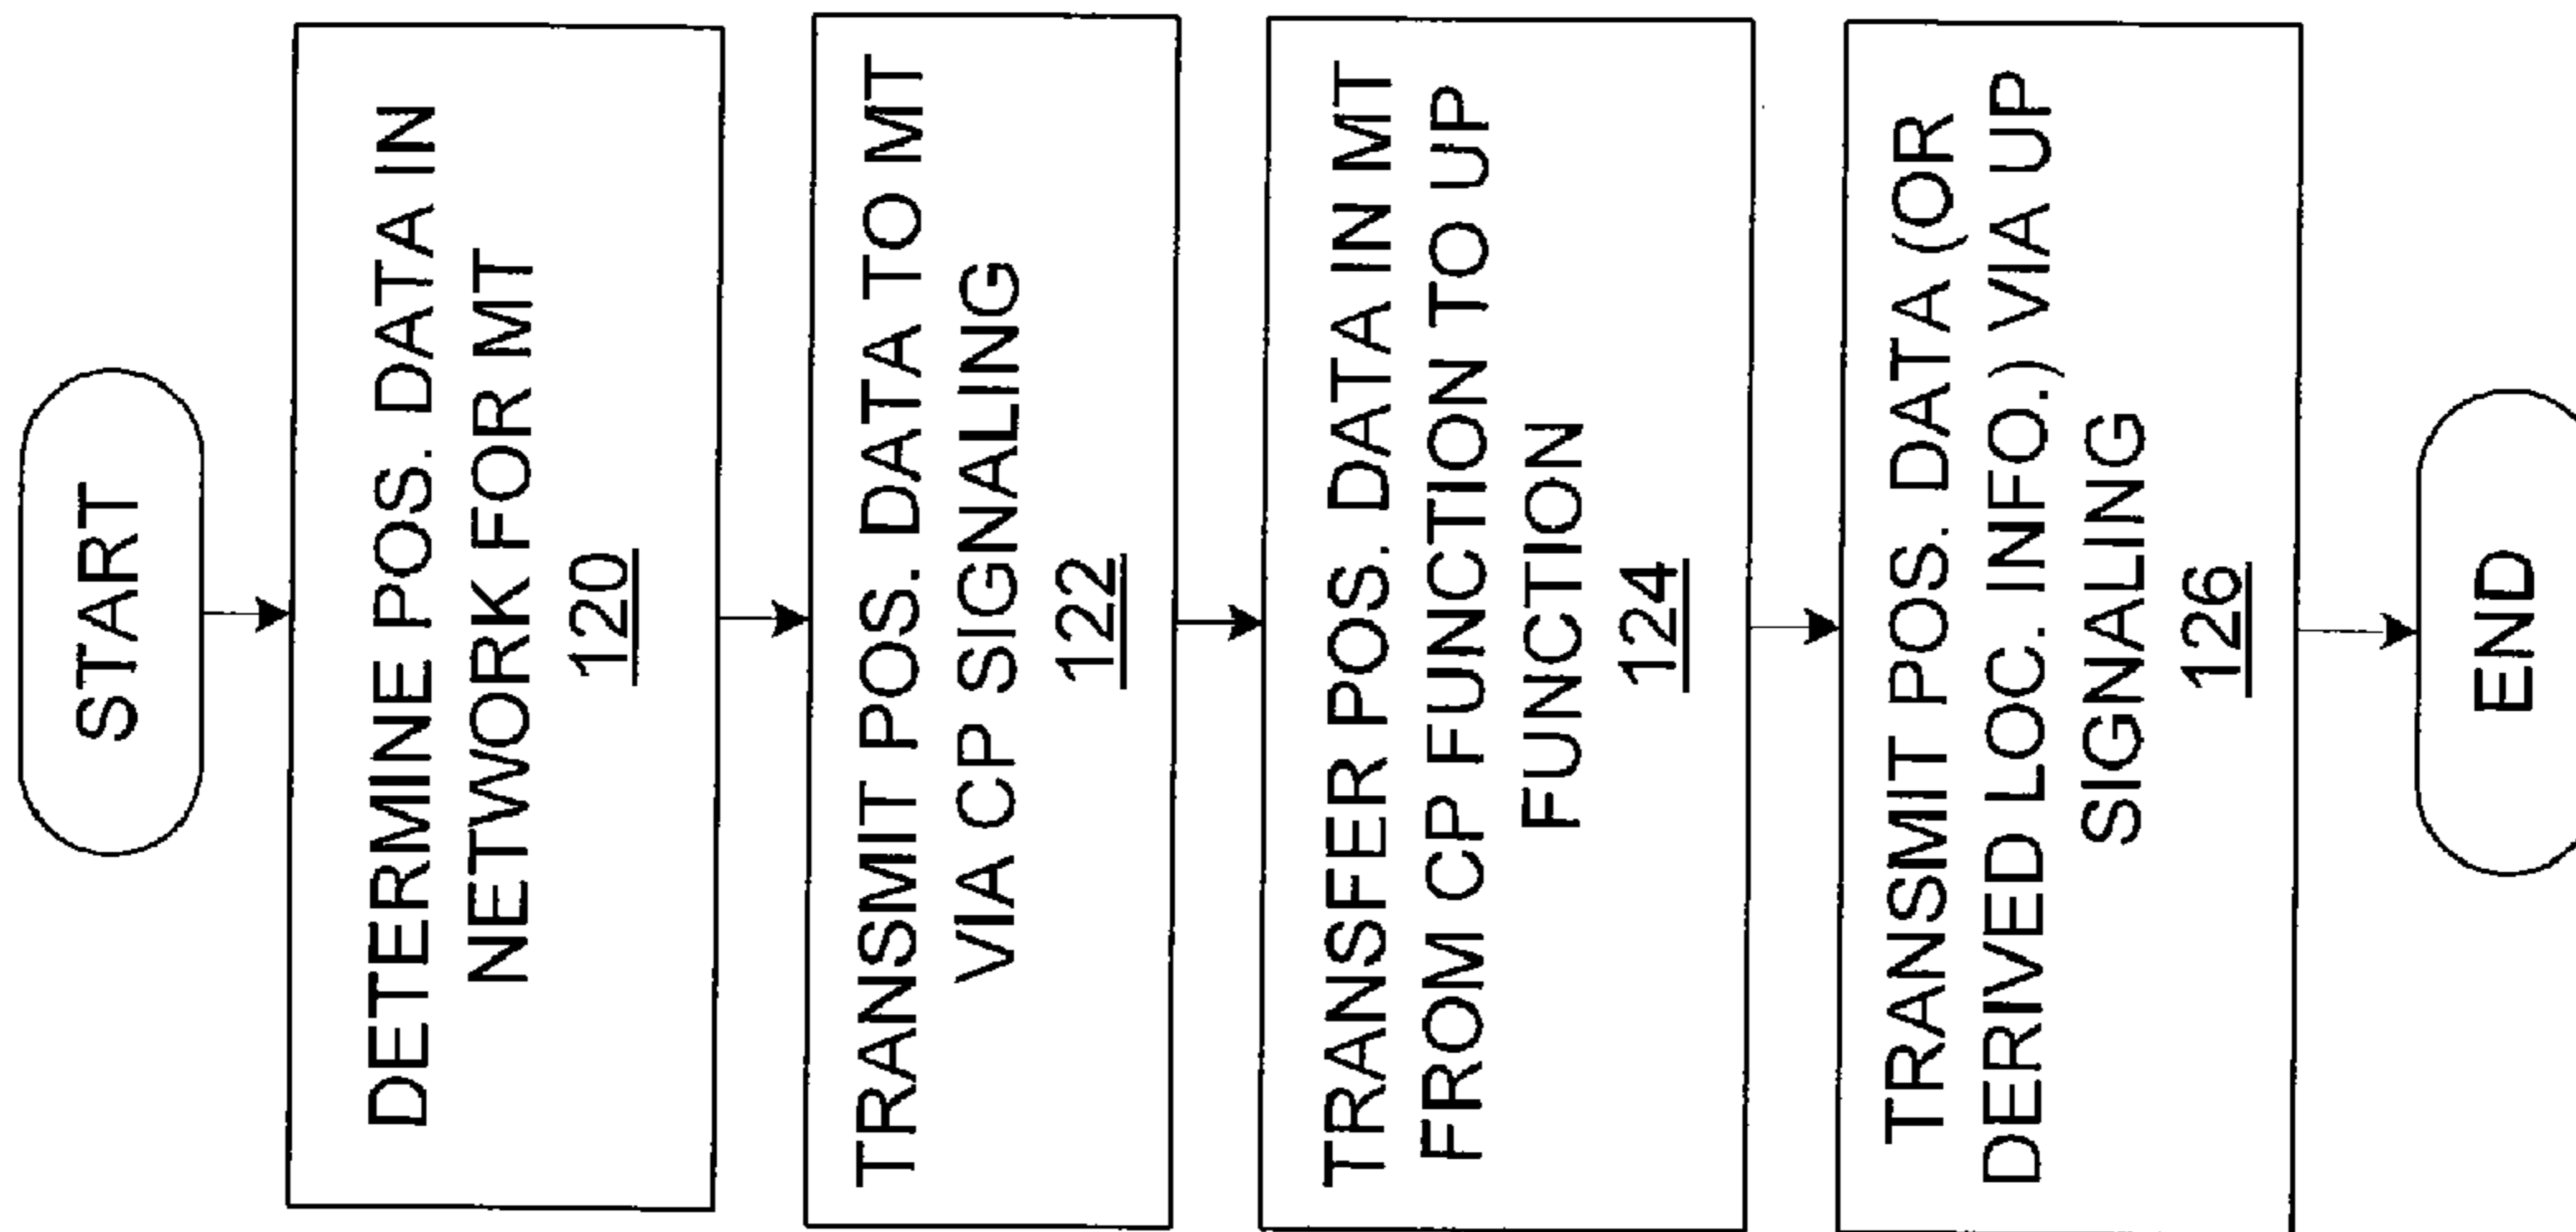 START
DETERMINE POS. DATA IN
NETWORK FOR MT
120
TRANSMIT POS. DATA TO MT
VIA CP SIGNALING
122
TRANSFER POS. DATA IN MT
FROM CP FUNCTION TO UP
FUNCTION
124
TRANSMIT POS. DATA (OR
DERIVED LOC. INFO.) VIA UP
SIGNALING
126
END